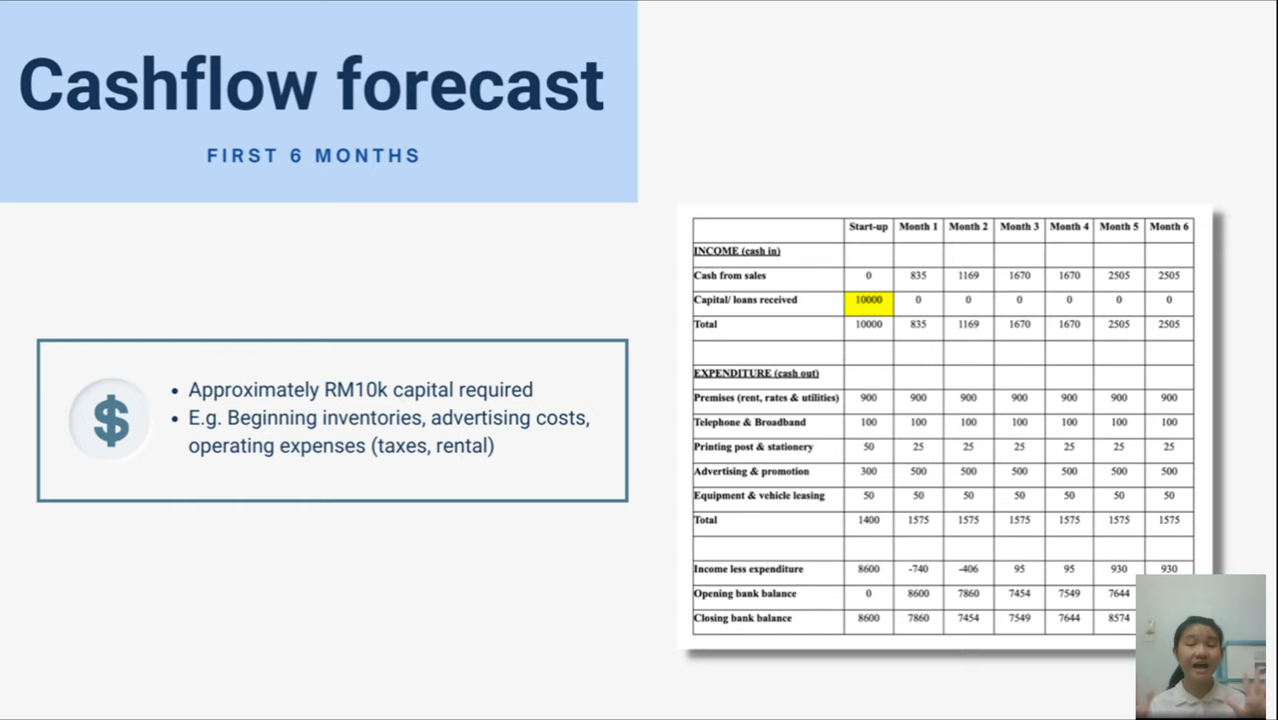 Cashflow forecast
FIRST 6 MONTHS
$
• Approximately RM10k capital required
• E.g. Beginning inventories, advertising costs,
operating expenses (taxes, rental)
Start-up Month 1 Month 2 Month 3 Month 4 Month 5 Month 6
INCOME (cash in)
Cash from sales 0 835 1169 1670 1670 2505 2505
Capital/ loans received 10000 0 0 0 0 0 0
Total 10000 835 1169 1670 1670 2505 2505
EXPENDITURE (cash out)
Premises (rent, rates & utilities) 900 900 900 900 900 900 900
Telephone & Broadband 100 100 100 100 100 100 100
Printing post & stationery 50 25 25 25 25 25 25
Advertising & promotion 300 500 500 500 500 500 500
Equipment & vehicle leasing 50 50 50 50 50 50 50
Total 1400 1575 1575 1575 1575 1575 1575
Income less expenditure 8600 -740 -406 95 95 930 930
Opening bank balance 0 8600 7860 7454 7549 7644
Closing bank balance 8600 7860 7454 7549 7644 8574